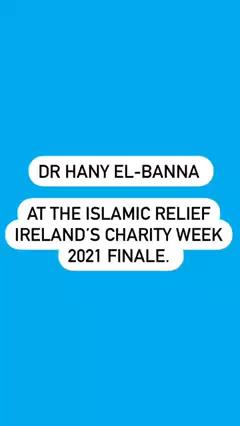 DR HANY EL-BANNA
AT THE ISLAMIC RELIEF
IRELAND'S CHARITY WEEK
2021 FINALE.